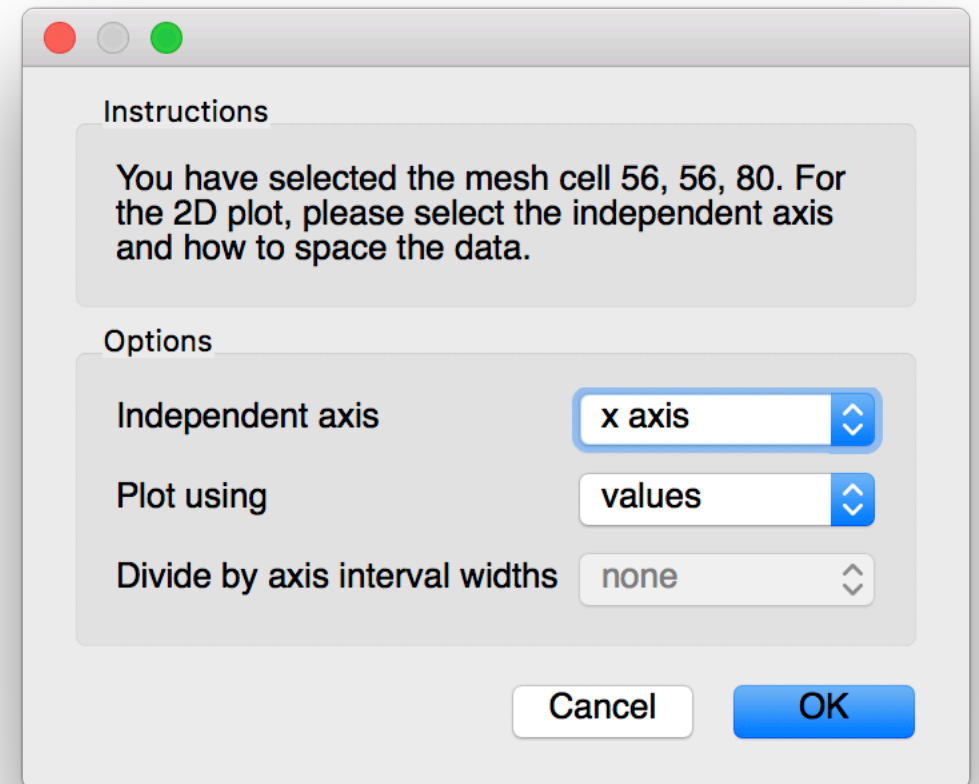 Instructions
You have selected the mesh cell 56, 56, 80. For
the 2D plot, please select the independent axis
and how to space the data.
Options
Independent axis x axis
Plot using values
Divide by axis interval widths none
Cancel OK